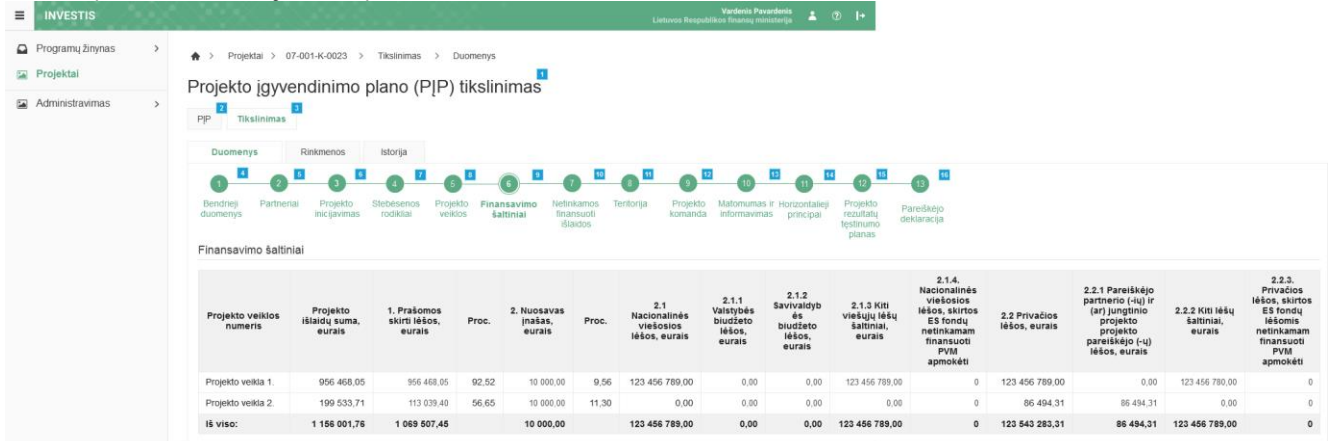 INVESTIS
Vardenis Pavardenis
Lietuvos Respublikos finansų ministerija
Programų žinynas
Projektai
Administravimas
Projektai > 07-001-K-0023 > Tikslinimas > Duomenys
Projekto įgyvendinimo plano (PĮP) tikslinimas 1
PĮP 2 Tikslinimas 3
Duomenys Rinkmenos Istorija
4 5 6 7 8 9 10 11 12 13 14 15 16
1 2 3 4 5 6 7 8 9 10 11 12 13
Bendrieji duomenys
Partneriai
Projekto inicijavimas
Stebėsenos rodikliai
Projekto veiklos
Finansavimo šaltiniai
Netinkamos finansuoti išlaidos
Teritorija
Projekto komanda
Matomumas ir informavimas
Horizontalieji principai
Projekto rezultatų tęstinumo planas
Pareiškėjo deklaracija
Finansavimo šaltiniai
Projekto veiklos numeris
Projekto išlaidų suma, eurais
1. Prašomos skirti lėšos, eurais
Proc.
2. Nuosavas įnašas, eurais
Proc.
2.1 Nacionalinės viešosios lėšos, eurais
2.1.1 Valstybės biudžeto lėšos, eurais
2.1.2 Savivaldybės biudžeto lėšos, eurais
2.1.3 Kiti viešųjų lėšų šaltiniai, eurais
2.1.4. Nacionalinės viešosios lėšos, skirtos ES fondų netinkamam finansuoti PVM apmokėti
2.2 Privačios lėšos, eurais
2.2.1 Pareiškėjo partnerio (-ių) ir (ar) jungtinio projekto projekto pareiškėjo (-ų) lėšos, eurais
2.2.2 Kiti lėšų šaltiniai, eurais
2.2.3. Privačios lėšos, skirtos ES fondų lėšomis netinkamam finansuoti PVM apmokėti
Projekto veikla 1. 956 468,05 956 468,05 92,52 10 000,00 9,56 123 456 789,00 0,00 0,00 123 456 789,00 0 123 456 789,00 0,00 123 456 780,00 0
Projekto veikla 2. 199 533,71 113 039,40 56,65 10 000,00 11,30 0,00 0,00 0,00 0,00 0 86 494,31 86 494,31 0,00 0
Iš viso: 1 156 001,76 1 069 507,45 10 000,00 123 456 789,00 0,00 0,00 123 456 789,00 0 123 543 283,31 86 494,31 123 456 789,00 0